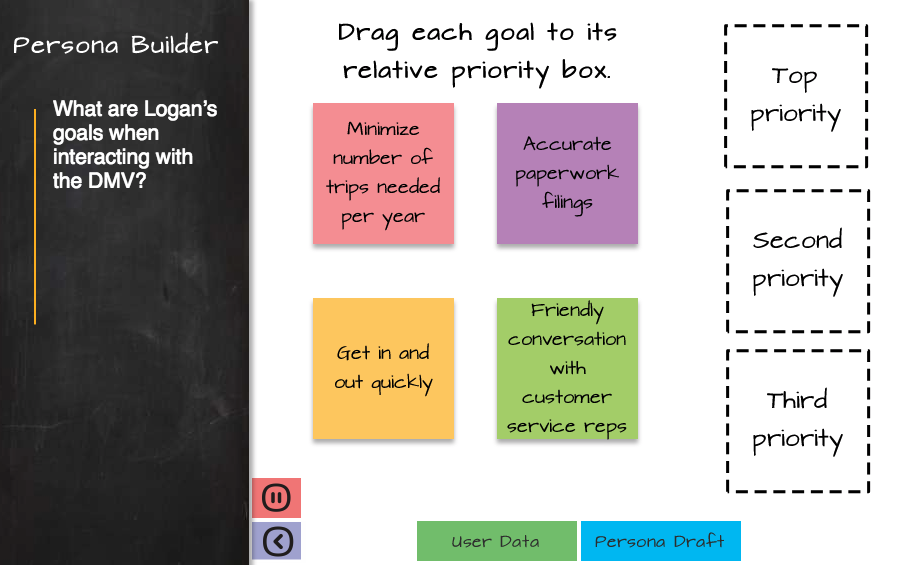 Persona Builder
What are Logan’s
goals when
interacting with
the DMV?
Drag each goal to its
relative priority box.
Minimize
number of
trips needed
per year
Accurate
paperwork
filings
Get in and
out quickly
Friendly
conversation
with
customer
service reps
Top
priority
Second
priority
Third
priority
User Data
Persona Draft